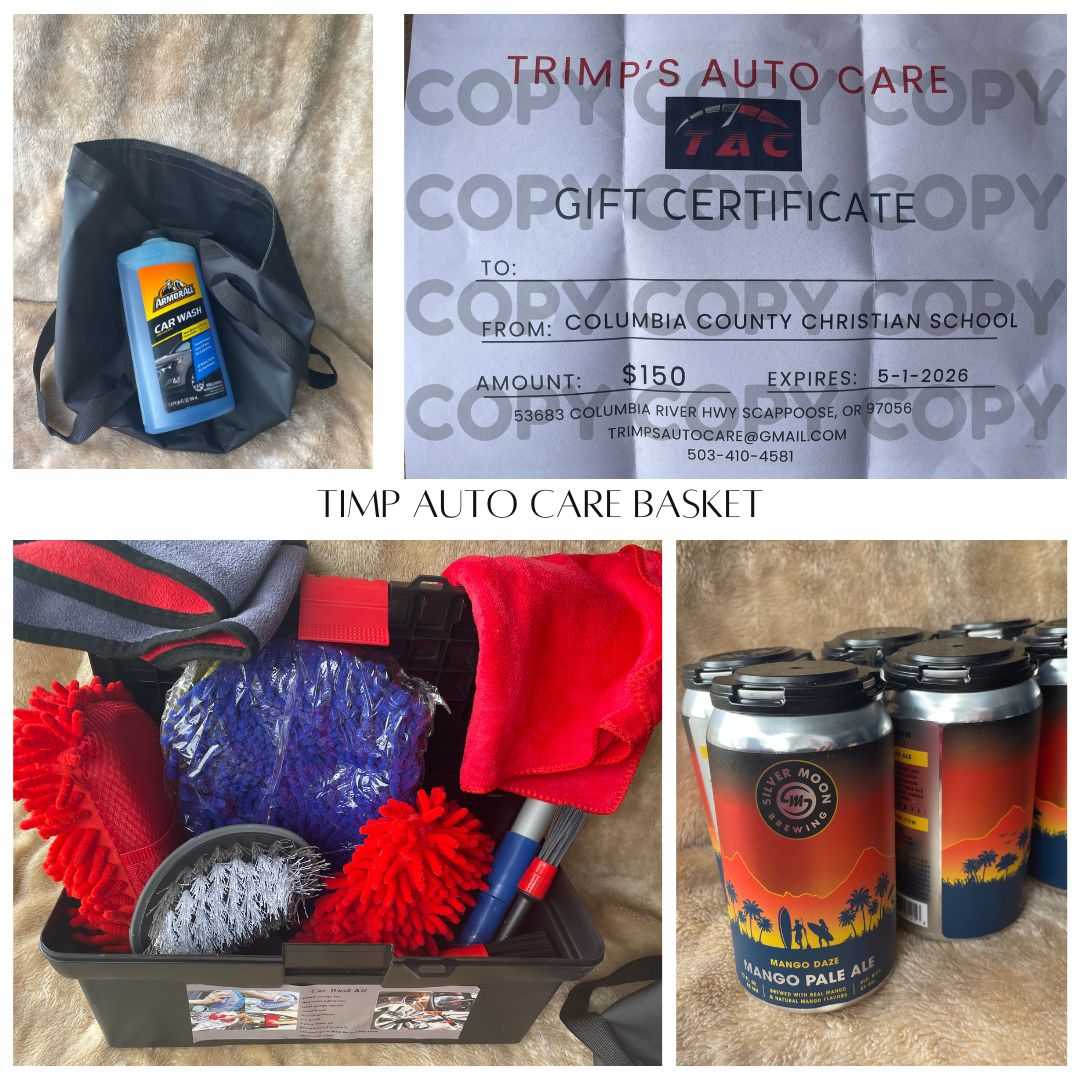 ARMOR ALL
CAR WASH
TRIMP'S AUTO CARE
TAC
GIFT CERTIFICATE
TO:
FROM: COLUMBIA COUNTY CHRISTIAN SCHOOL
AMOUNT: $150 EXPIRES: 5-1-2026
53683 COLUMBIA RIVER HWY SCAPPOOSE, OR 97056
TRIMPSAUTOCARE@GMAIL.COM
503-410-4581
COPY COPY COPY
COPY COPY COPY
COPY COPY COPY
COPY COPY COPY
TIMP AUTO CARE BASKET
Car Wash Kit
SILVER MOON
BREWING
MANGO DAZE
MANGO PALE ALE
BREWED WITH REAL MANGO
& NATURAL MANGO FLAVORS